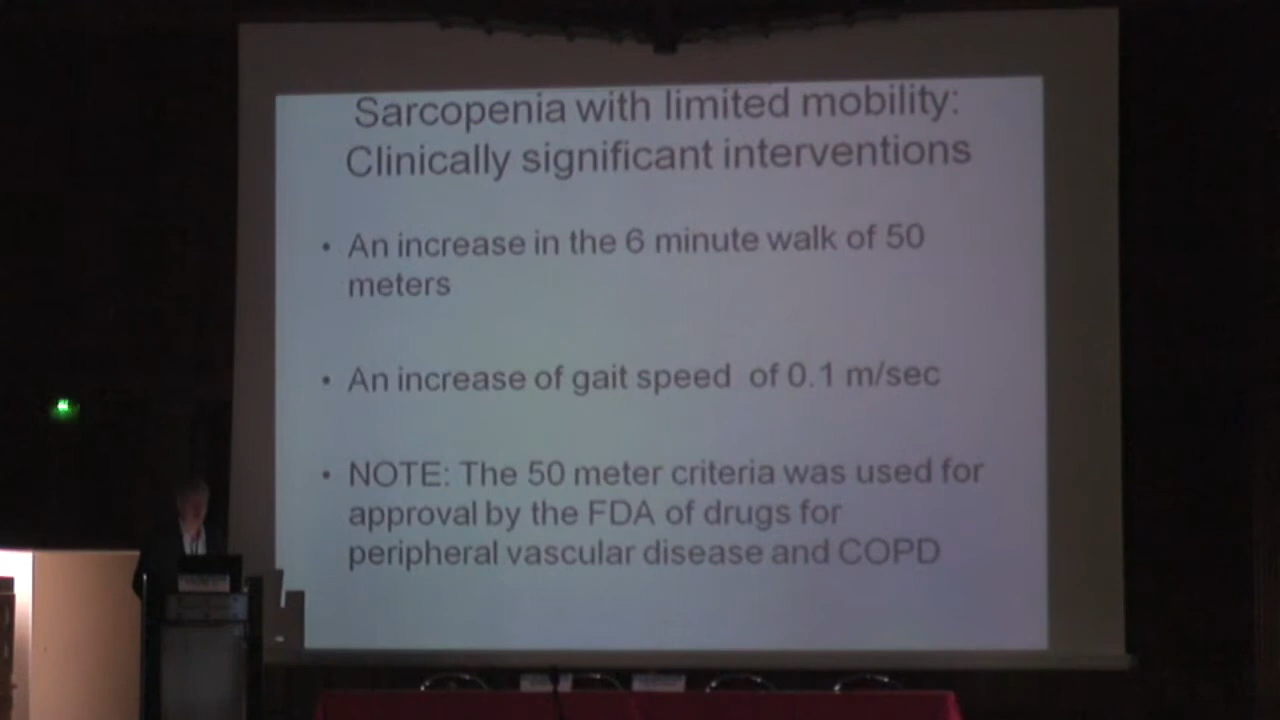 Sarcopenia with limited mobility:
Clinically significant interventions
• An increase in the 6 minute walk of 50
meters
• An increase of gait speed of 0.1 m/sec
• NOTE: The 50 meter criteria was used for
approval by the FDA of drugs for
peripheral vascular disease and COPD